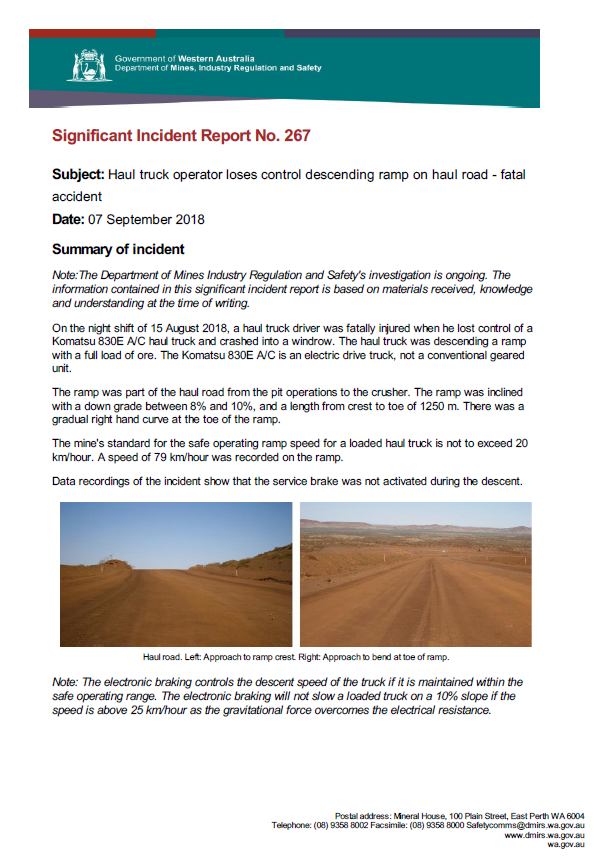 Government of Western Australia
Department of Mines, Industry Regulation and Safety
Significant Incident Report No. 267
Subject: Haul truck operator loses control descending ramp on haul road - fatal
accident
Date: 07 September 2018
Summary of incident
Note:The Department of Mines Industry Regulation and Safety's investigation is ongoing. The
information contained in this significant incident report is based on materials received, knowledge
and understanding at the time of writing.
On the night shift of 15 August 2018, a haul truck driver was fatally injured when he lost control of a
Komatsu 830E A/C haul truck and crashed into a windrow. The haul truck was descending a ramp
with a full load of ore. The Komatsu 830E A/C is an electric drive truck, not a conventional geared
unit.
The ramp was part of the haul road from the pit operations to the crusher. The ramp was inclined
with a down grade between 8% and 10%, and a length from crest to toe of 1250 m. There was a
gradual right hand curve at the toe of the ramp.
The mine's standard for the safe operating ramp speed for a loaded haul truck is not to exceed 20
km/hour. A speed of 79 km/hour was recorded on the ramp.
Data recordings of the incident show that the service brake was not activated during the descent.
Haul road. Left: Approach to ramp crest. Right: Approach to bend at toe of ramp.
Note: The electronic braking controls the descent speed of the truck if it is maintained within the
safe operating range. The electronic braking will not slow a loaded truck on a 10% slope if the
speed is above 25 km/hour as the gravitational force overcomes the electrical resistance.
Postal address: Mineral House, 100 Plain Street, East Perth WA 6004
Telephone: (08) 9358 8002 Facsimile: (08) 9358 8000 Safetycomms@dmirs.wa.gov.au
www.dmirs.wa.gov.au
wa.gov.au